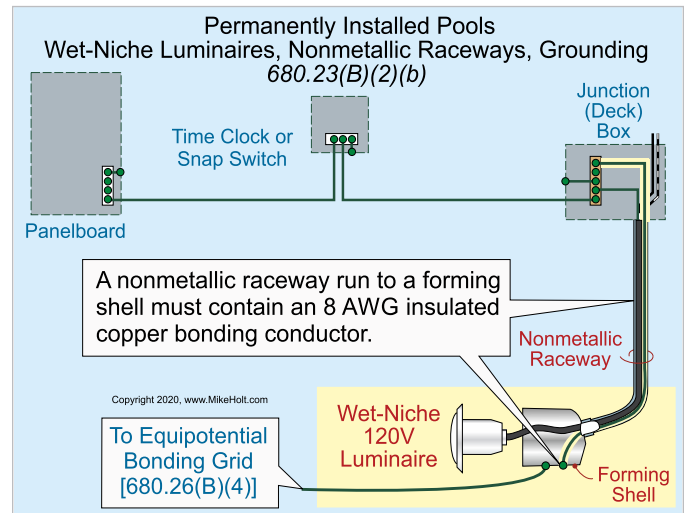 Permanently Installed Pools
Wet-Niche Luminaires, Nonmetallic Raceways, Grounding
680.23(B)(2)(b)
Junction
(Deck)
Box
Time Clock or
Snap Switch
Panelboard
A nonmetallic raceway run to a forming
shell must contain an 8 AWG insulated
copper bonding conductor.
Nonmetallic
Raceway
Copyright 2020, www.MikeHolt.com
Wet-Niche
120V
Luminaire
To Equipotential
Bonding Grid
[680.26(B)(4)]
Forming
Shell